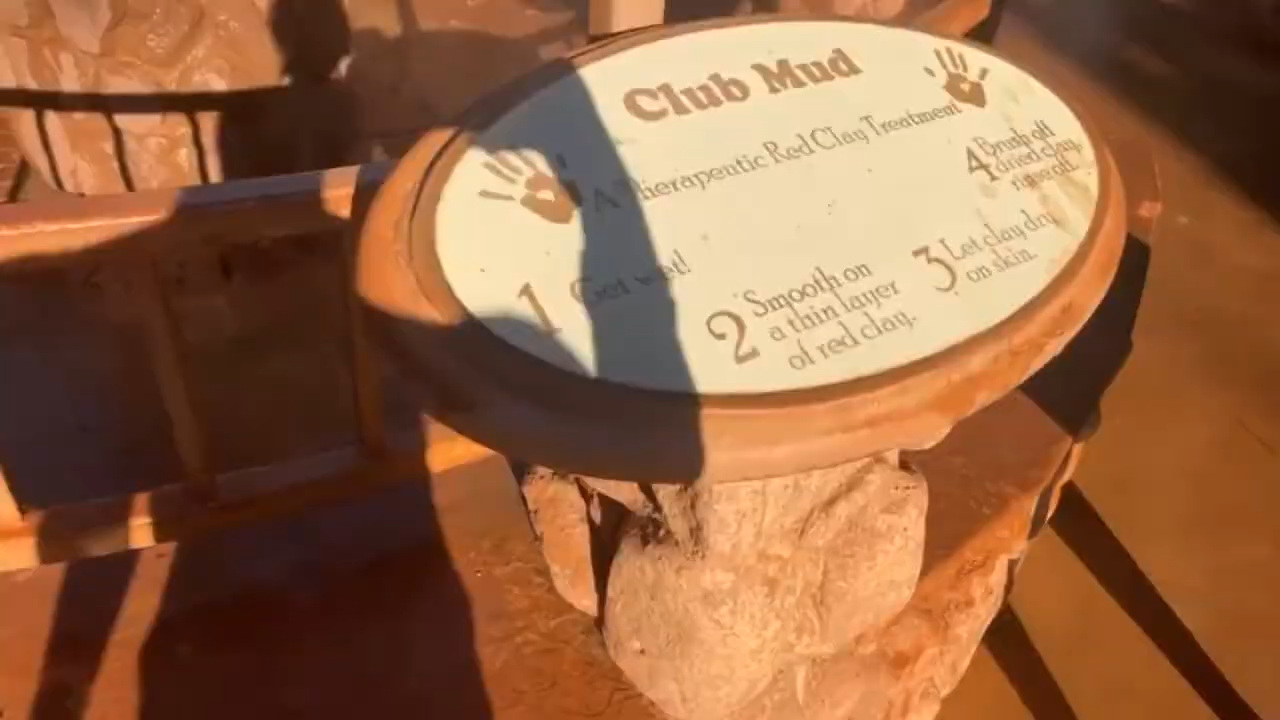 Club Mud
A Therapeutic Red Clay Treatment
1 Get wet!
2 Smooth on
a thin layer
of red clay.
3 Let clay dry
on skin.
4 Brush off
dried clay,
rinse off.